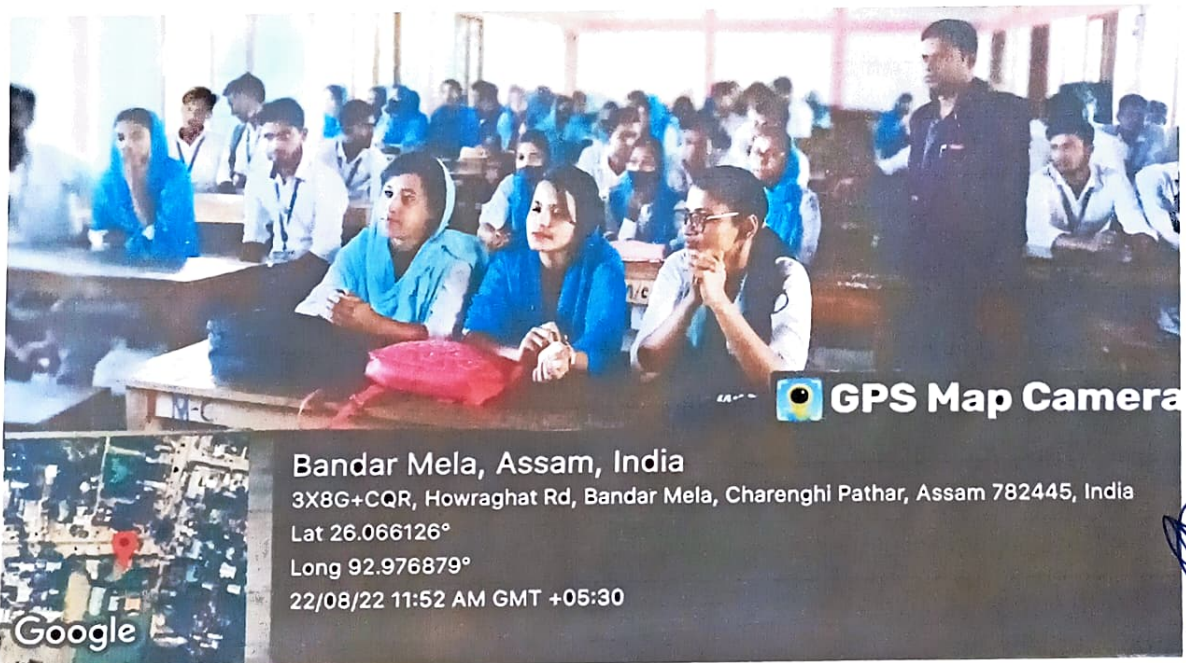 M-C
GPS Map Camera
Bandar Mela, Assam, India
3X8G+CQR, Howraghat Rd, Bandar Mela, Charenghi Pathar, Assam 782445, India
Lat 26.066126°
Long 92.976879°
22/08/22 11:52 AM GMT +05:30
Google